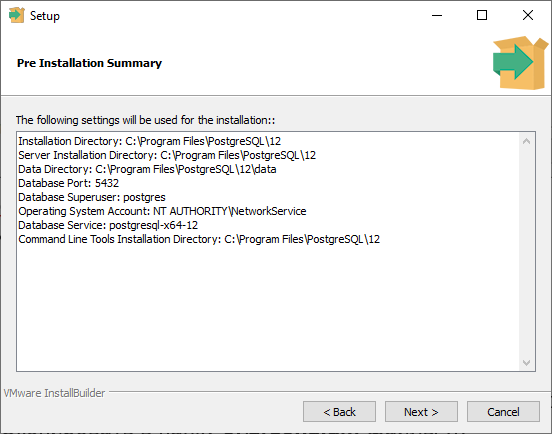 Setup
Pre Installation Summary
The following settings will be used for the installation::
Installation Directory: C:\Program Files\PostgreSQL\12
Server Installation Directory: C:\Program Files\PostgreSQL\12
Data Directory: C:\Program Files\PostgreSQL\12\data
Database Port: 5432
Database Superuser: postgres
Operating System Account: NT AUTHORITY\NetworkService
Database Service: postgresql-x64-12
Command Line Tools Installation Directory: C:\Program Files\PostgreSQL\12
VMware InstallBuilder
< Back
Next >
Cancel